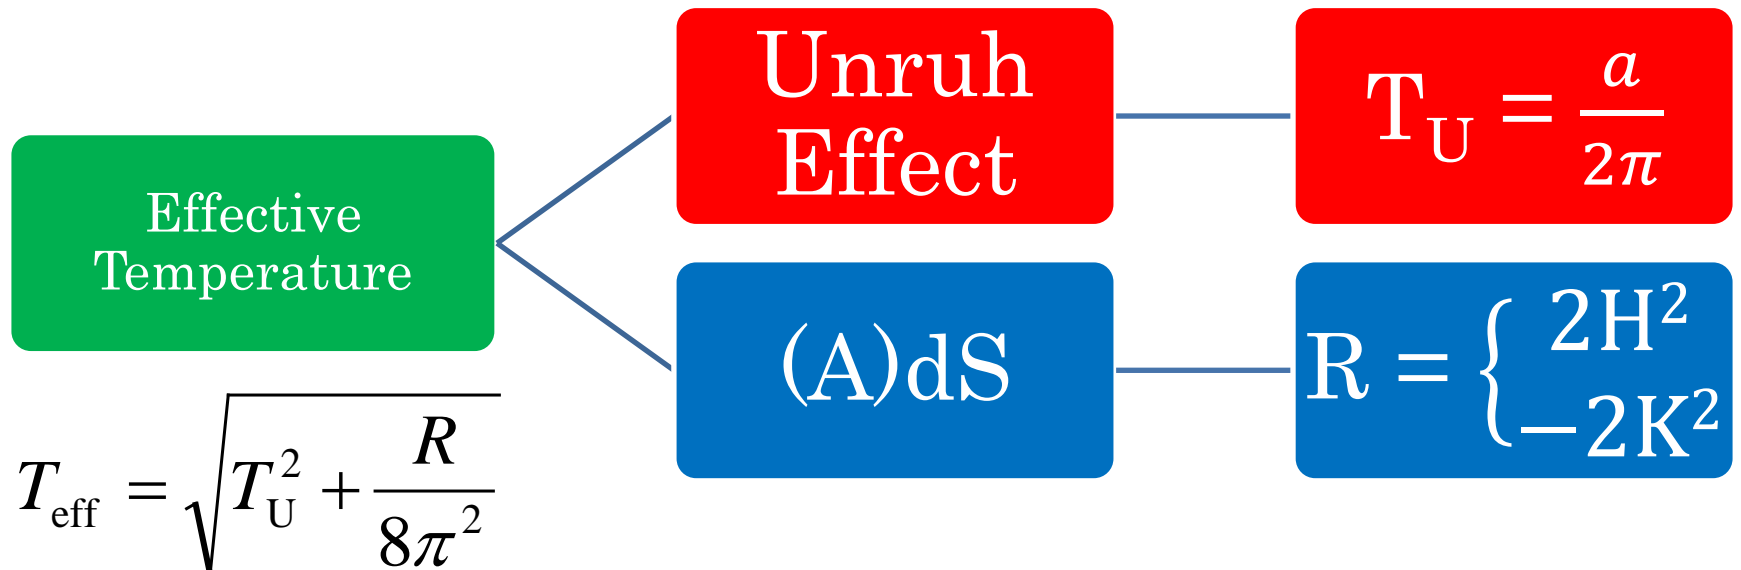 Effective
Temperature
T_eff = √(T_U² + R/(8π²))
Unruh
Effect
T_U = a/(2π)
(A)dS
R = { 2H²
−2K²